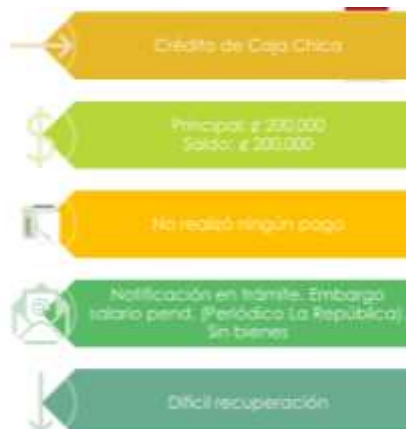 Crédito de Caja Chica
Principal: ¢ 200.000
Saldo: ¢ 200.000
No realizó ningún pago
Notificación en trámite. Embargo
salario pend. (Periódico La República)
Sin bienes
Difícil recuperación